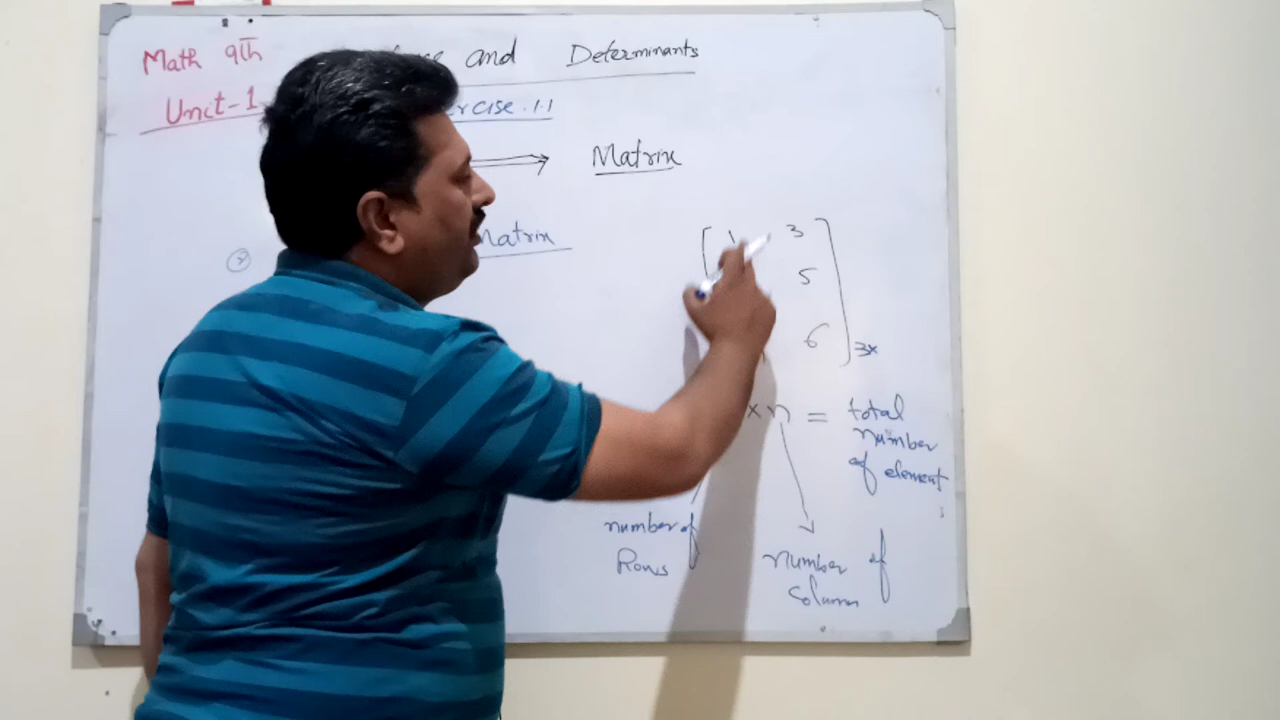 Math 9th and Determinants
Unit-1 ercise 1.1
Matrix
Matrix
1 3
5
6
3x
x n = total
number
of element
number of
Rows
number of
Column